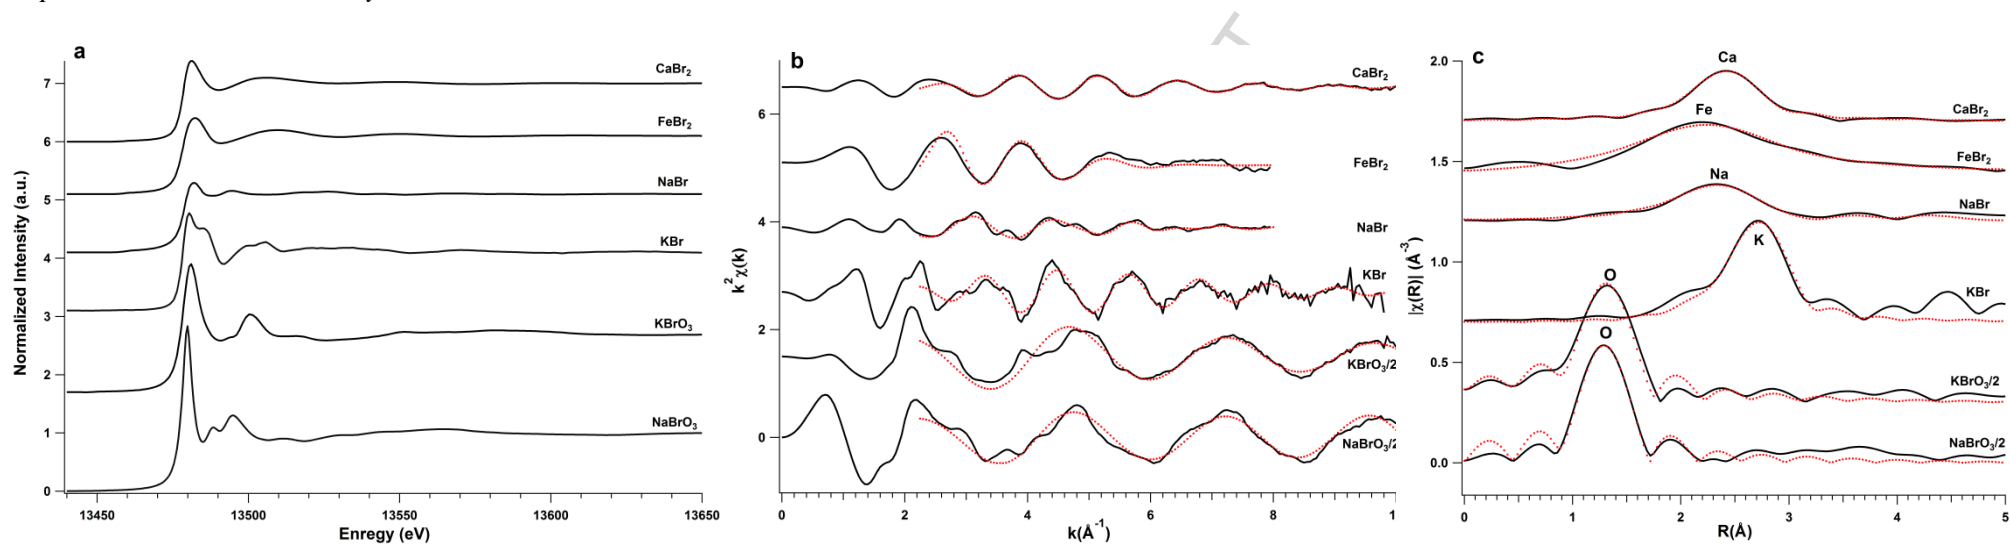 a
CaBr2
FeBr2
NaBr
KBr
KBrO3
NaBrO3
7
6
5
4
3
2
1
0
Normalized Intensity (a.u.)
13450
13500
13550
13600
13650
Enregy (eV)
b
CaBr2
FeBr2
NaBr
KBr
KBrO3/2
NaBrO3/2
6
4
2
0
k2 χ(k)
0
2
4
6
8
1
k(Å-1)
c
Ca
CaBr2
Fe
FeBr2
Na
NaBr
K
KBr
O
KBrO3/2
O
NaBrO3/2
2.0
1.5
1.0
0.5
0.0
|χ(R)| (Å-3)
0
1
2
3
4
5
R(Å)